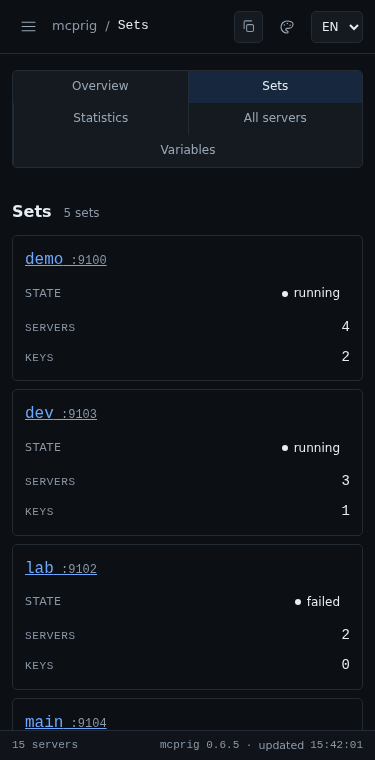 mcprig / Sets EN
Overview Sets
Statistics All servers
Variables
Sets 5 sets
demo :9100
STATE running
SERVERS 4
KEYS 2
dev :9103
STATE running
SERVERS 3
KEYS 1
lab :9102
STATE failed
SERVERS 2
KEYS 0
main :9104
15 servers mcprig 0.6.5 · updated 15:42:01